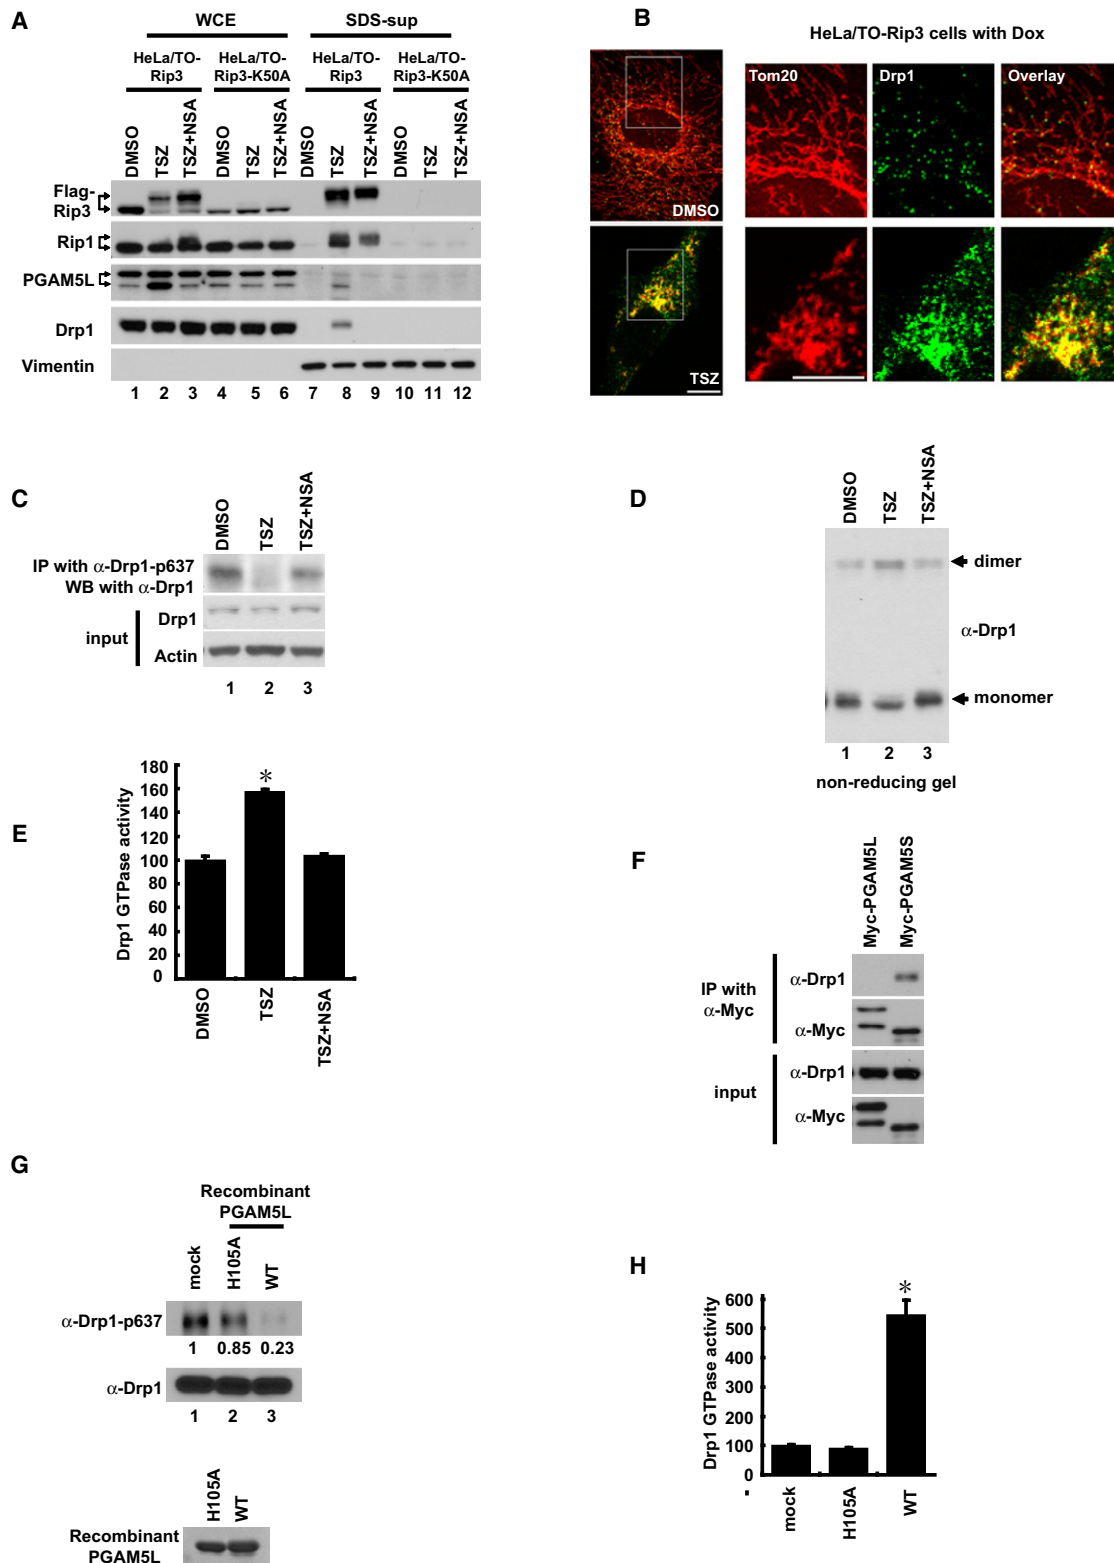 A
WCE
SDS-sup
HeLa/TO-
Rip3
HeLa/TO-
Rip3-K50A
HeLa/TO-
Rip3
HeLa/TO-
Rip3-K50A
DMSO
TSZ
TSZ+NSA
DMSO
TSZ
TSZ+NSA
DMSO
TSZ
TSZ+NSA
DMSO
TSZ
TSZ+NSA
Flag-
Rip3
Rip1
PGAM5L
Drp1
Vimentin
1 2 3 4 5 6 7 8 9 10 11 12
B
HeLa/TO-Rip3 cells with Dox
Tom20
Drp1
Overlay
DMSO
TSZ
C
DMSO
TSZ
TSZ+NSA
IP with α-Drp1-p637
WB with α-Drp1
input
Drp1
Actin
1 2 3
D
DMSO
TSZ
TSZ+NSA
dimer
α-Drp1
monomer
1 2 3
non-reducing gel
E
Drp1 GTPase activity
180
160
140
120
100
80
60
40
20
0
*
DMSO
TSZ
TSZ+NSA
F
Myc-PGAM5L
Myc-PGAM5S
IP with
α-Myc
α-Drp1
α-Myc
input
α-Drp1
α-Myc
G
Recombinant
PGAM5L
mock
H105A
WT
α-Drp1-p637
1 0.85 0.23
α-Drp1
1 2 3
H105A
WT
Recombinant
PGAM5L
H
Drp1 GTPase activity
600
500
400
300
200
100
0
*
mock
H105A
WT